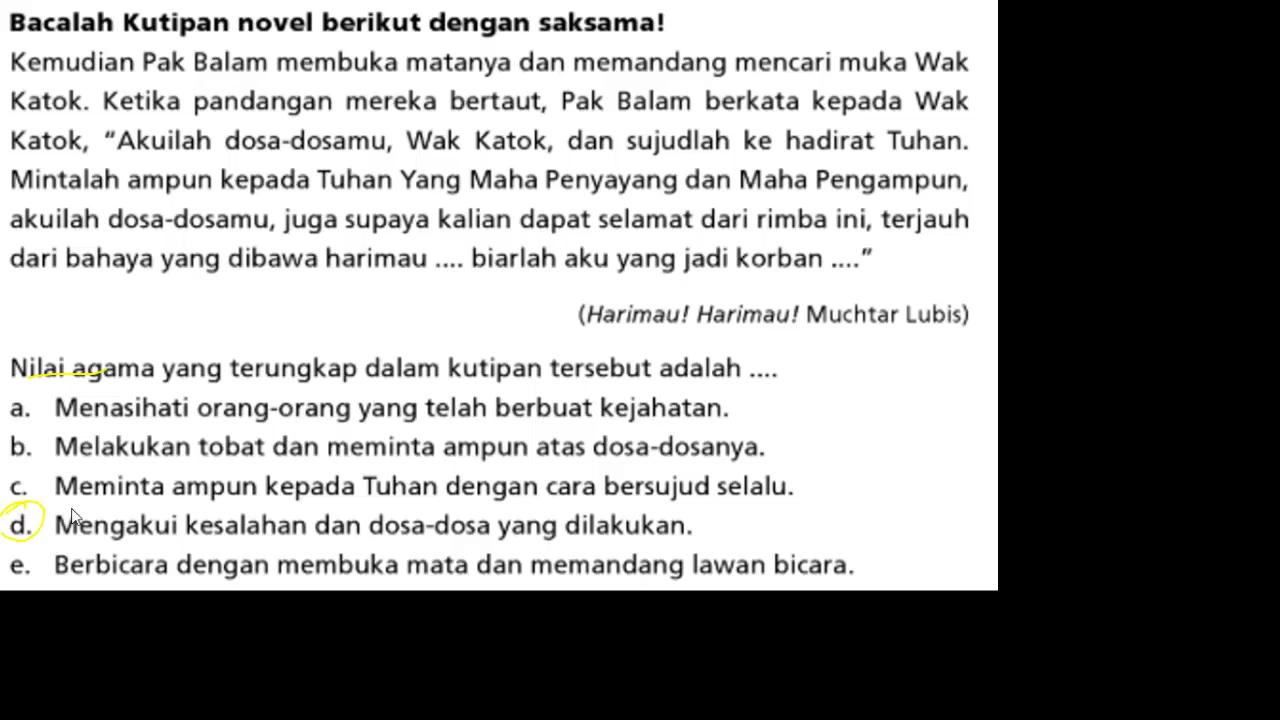 Bacalah Kutipan novel berikut dengan saksama!
Kemudian Pak Balam membuka matanya dan memandang mencari muka Wak
Katok. Ketika pandangan mereka bertaut, Pak Balam berkata kepada Wak
Katok, “Akuilah dosa-dosamu, Wak Katok, dan sujudlah ke hadirat Tuhan.
Mintalah ampun kepada Tuhan Yang Maha Penyayang dan Maha Pengampun,
akuilah dosa-dosamu, juga supaya kalian dapat selamat dari rimba ini, terjauh
dari bahaya yang dibawa harimau .... biarlah aku yang jadi korban ....”
(Harimau! Harimau! Muchtar Lubis)
Nilai agama yang terungkap dalam kutipan tersebut adalah ....
a. Menasihati orang-orang yang telah berbuat kejahatan.
b. Melakukan tobat dan meminta ampun atas dosa-dosanya.
c. Meminta ampun kepada Tuhan dengan cara bersujud selalu.
d. Mengakui kesalahan dan dosa-dosa yang dilakukan.
e. Berbicara dengan membuka mata dan memandang lawan bicara.